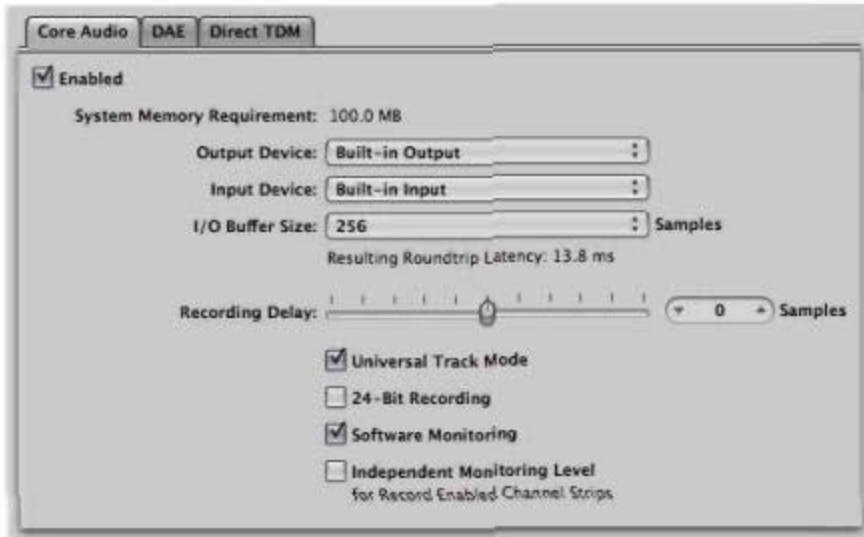 Core Audio DAE Direct TDM
Enabled
System Memory Requirement: 100.0 MB
Output Device: Built-in Output
Input Device: Built-in Input
I/O Buffer Size: 256 Samples
Resulting Roundtrip Latency: 13.8 ms
Recording Delay: 0 Samples
Universal Track Mode
24-Bit Recording
Software Monitoring
Independent Monitoring Level
for Record Enabled Channel Strips